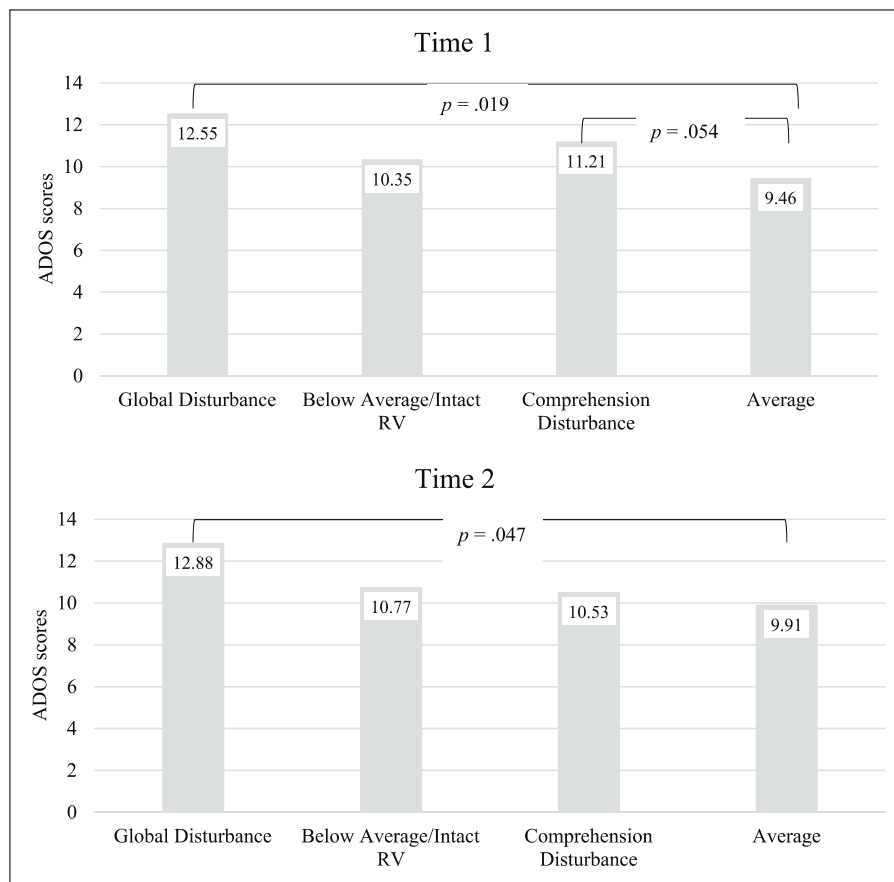 Time 1
14
12
10
8
6
4
2
0
ADOS scores
p = .019
p = .054
12.55
10.35
11.21
9.46
Global Disturbance
Below Average/Intact
RV
Comprehension
Disturbance
Average
Time 2
14
12
10
8
6
4
2
0
ADOS scores
p = .047
12.88
10.77
10.53
9.91
Global Disturbance
Below Average/Intact
RV
Comprehension
Disturbance
Average